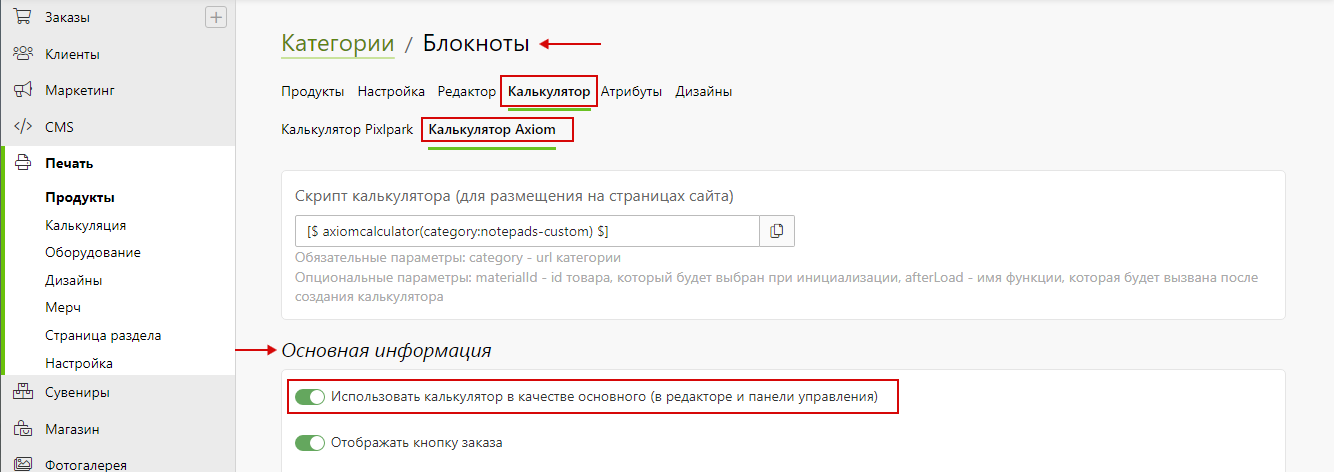 Заказы
Клиенты
Маркетинг
CMS
Печать
Продукты
Калькуляция
Оборудование
Дизайны
Мерч
Страница раздела
Настройка
Сувениры
Магазин
Фотогалерея
Категории / Блокноты
Продукты Настройка Редактор Калькулятор Атрибуты Дизайны
Калькулятор Pixlpark Калькулятор Axiom
Скрипт калькулятора (для размещения на страницах сайта)
[$ axiomcalculator(category:notepads-custom) $]
Обязательные параметры: category - url категории
Опциональные параметры: materialId - id товара, который будет выбран при инициализации, afterLoad - имя функции, которая будет вызвана после
создания калькулятора
Основная информация
Использовать калькулятор в качестве основного (в редакторе и панели управления)
Отображать кнопку заказа